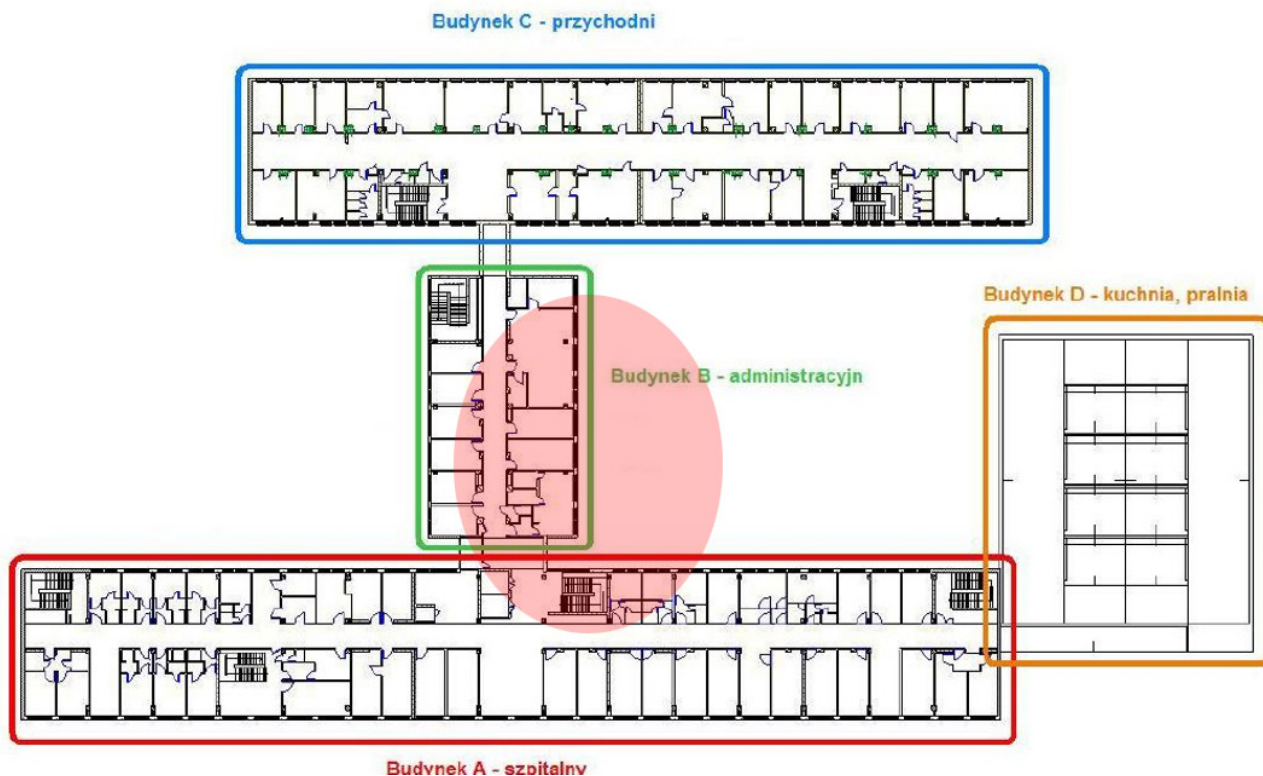 Budynek C - przychodni
Budynek D - kuchnia, pralnia
Budynek B - administracyjn
Budynek A - szpitalny